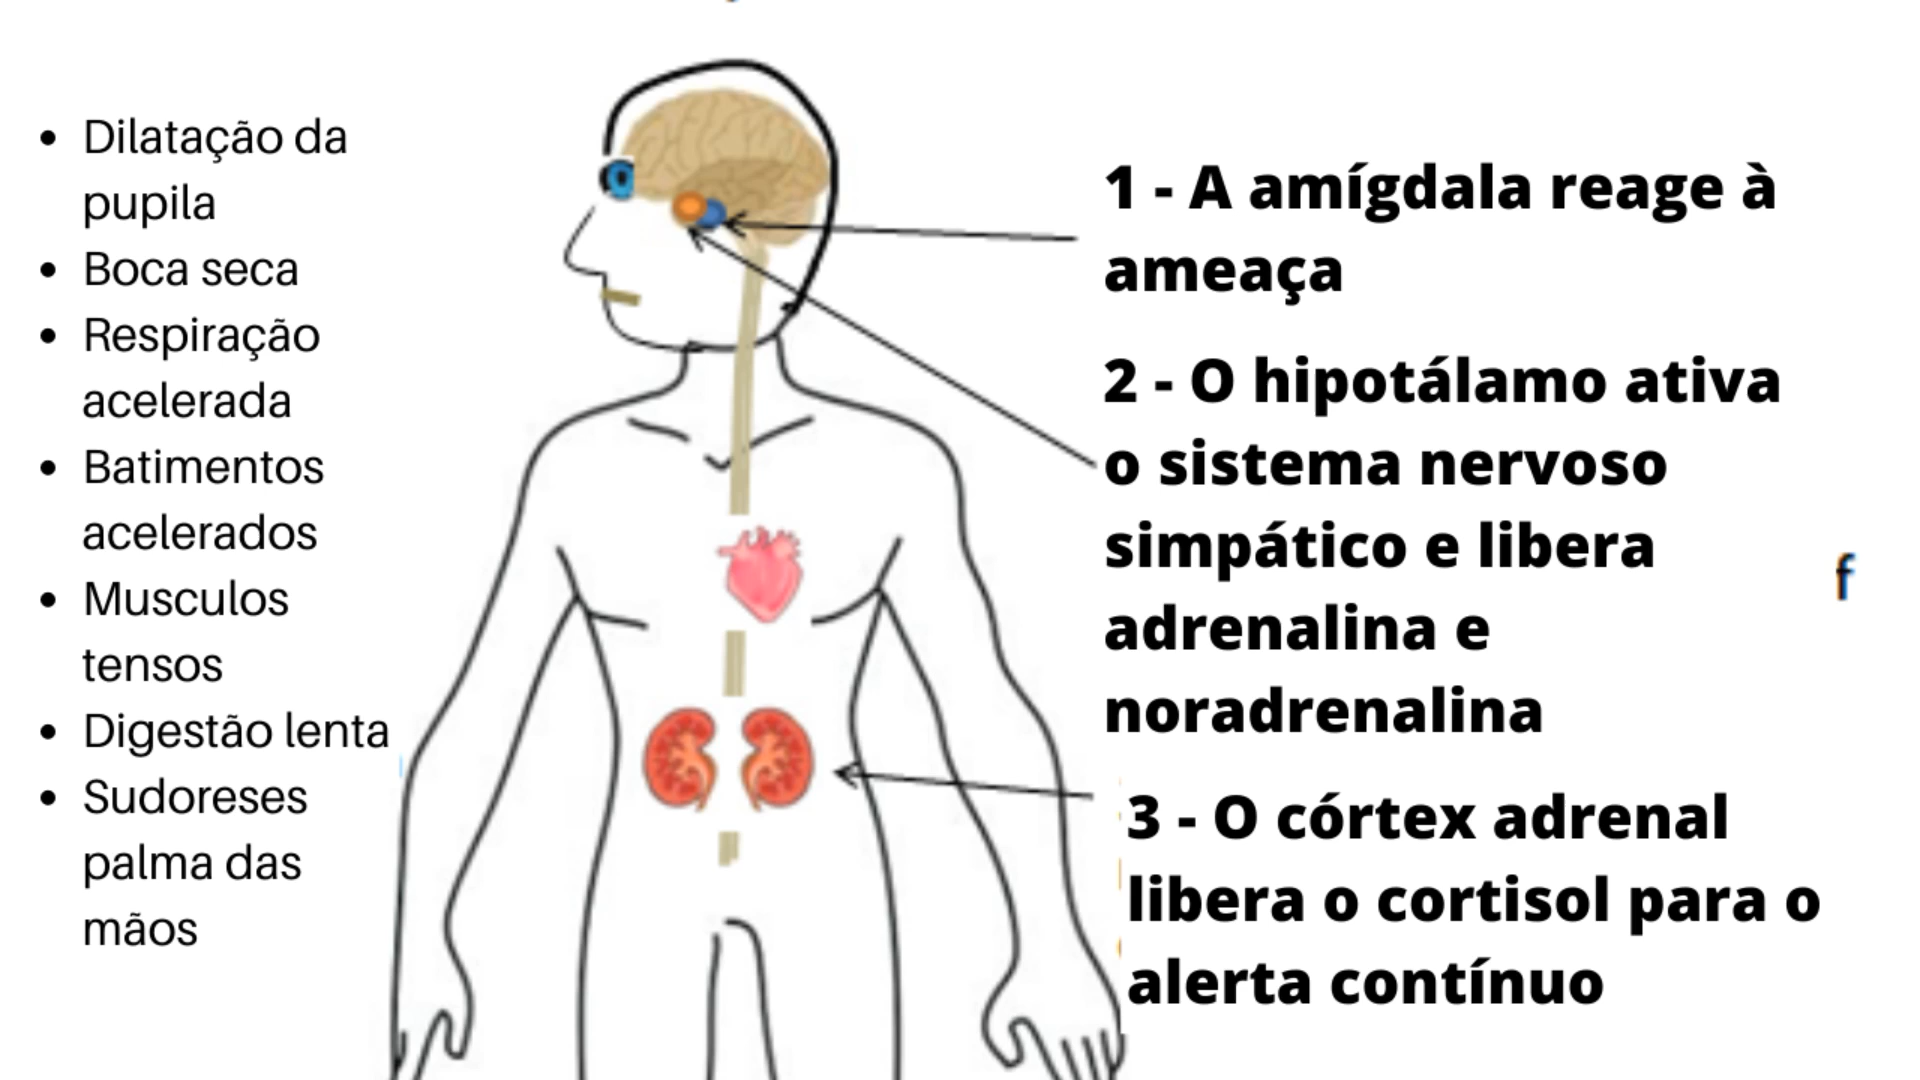 • Dilatação da
pupila
• Boca seca
• Respiração
acelerada
• Batimentos
acelerados
• Musculos
tensos
• Digestão lenta
• Sudoreses
palma das
mãos
1 - A amígdala reage à
ameaça
2 - O hipotálamo ativa
o sistema nervoso
simpático e libera
adrenalina e
noradrenalina
f
3 - O córtex adrenal
libera o cortisol para o
alerta contínuo